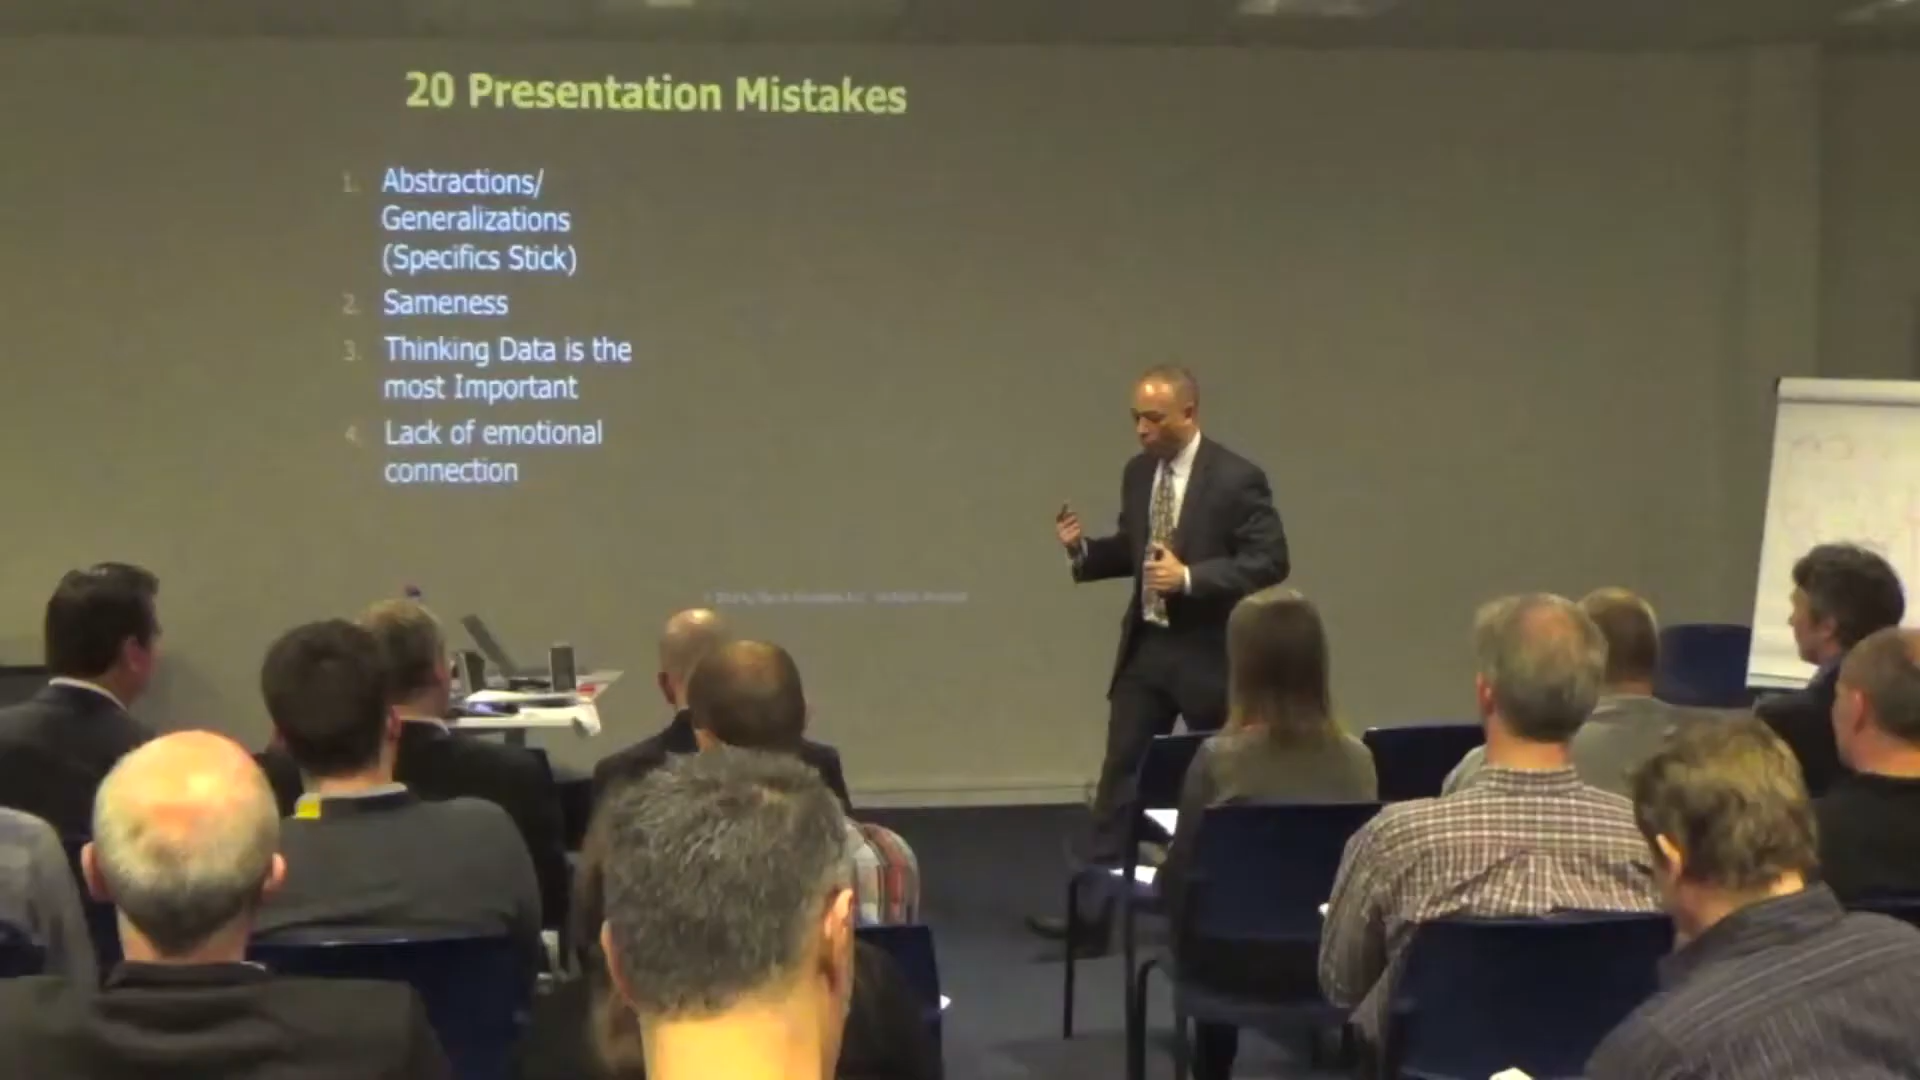 20 Presentation Mistakes
1. Abstractions/
Generalizations
(Specifics Stick)
2. Sameness
3. Thinking Data is the
most Important
4. Lack of emotional
connection